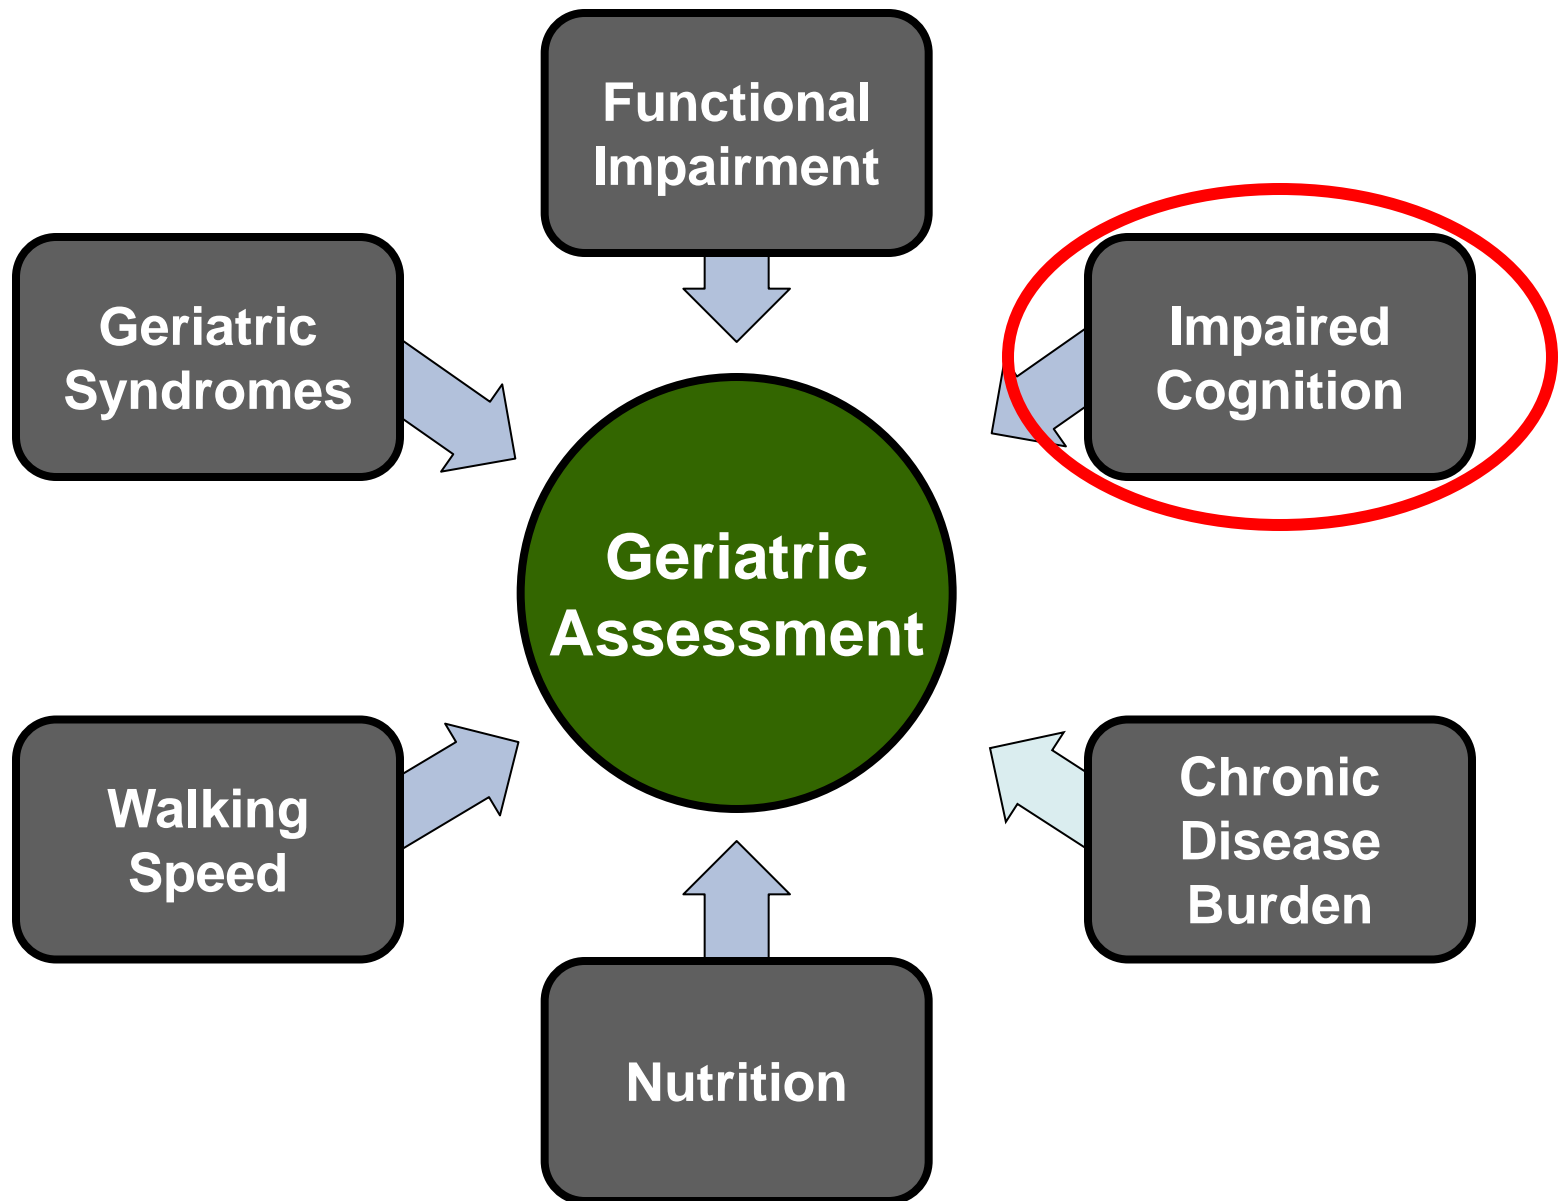 Functional
Impairment
Geriatric
Syndromes
Impaired
Cognition
Geriatric
Assessment
Walking
Speed
Chronic
Disease
Burden
Nutrition